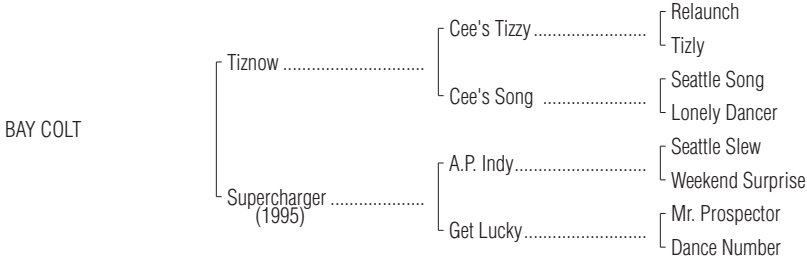 BAY COLT
Tiznow ..............................
Supercharger ....................
(1995)
Cee's Tizzy........................
Cee's Song ......................
A.P. Indy............................
Get Lucky..........................
Relaunch
Tizly
Seattle Song
Lonely Dancer
Seattle Slew
Weekend Surprise
Mr. Prospector
Dance Number